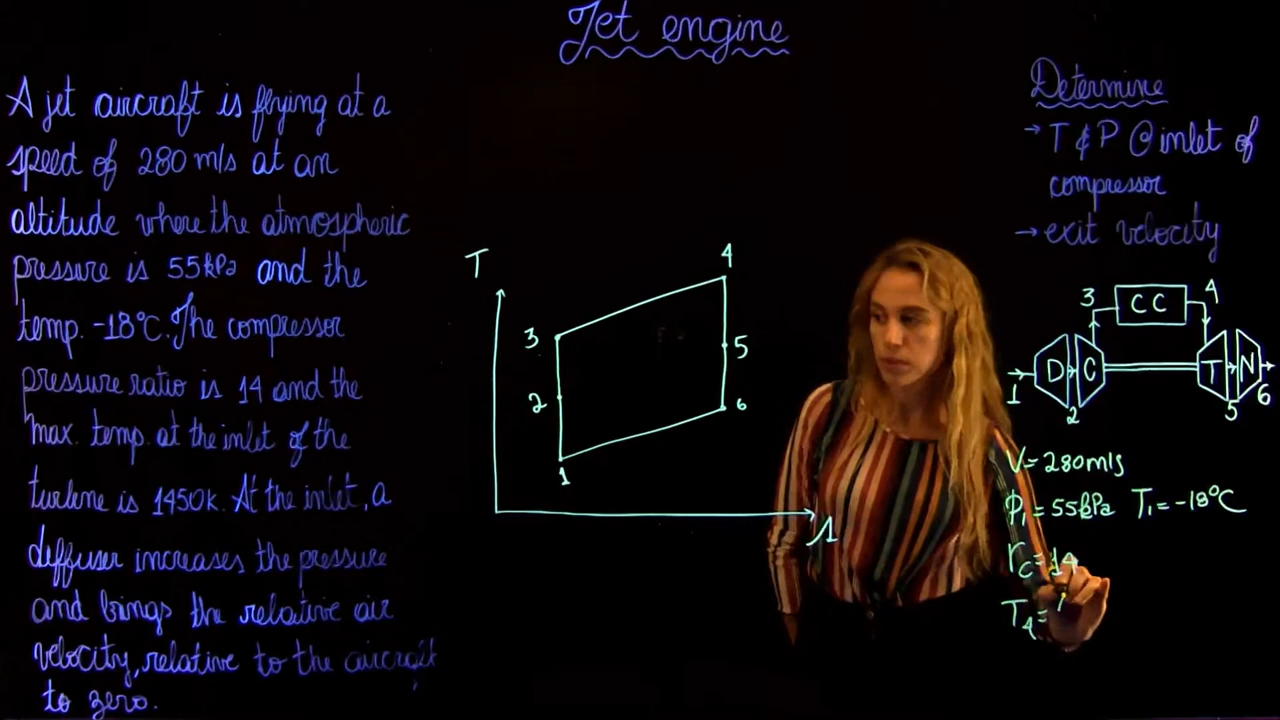 Jet engine
A jet aircraft is flying at a
speed of 280 m/s at an
altitude where the atmospheric
pressure is 55kPa and the
temp. -18°C. The compressor
pressure ratio is 14 and the
max. temp. at the inlet of the
turbine is 1450k. At the inlet, a
diffuser increases the pressure
and brings the relative air
velocity, relative to the aircraft
to zero.
T
4
3
5
2
6
1
s
Determine
→ T & P @ inlet of
compressor
→ exit velocity
3 CC 4
1 D C T N
2 5 6
V = 280m/s
P₁ = 55kPa T₁ = -18°C
rc = 14
T₄ = 1